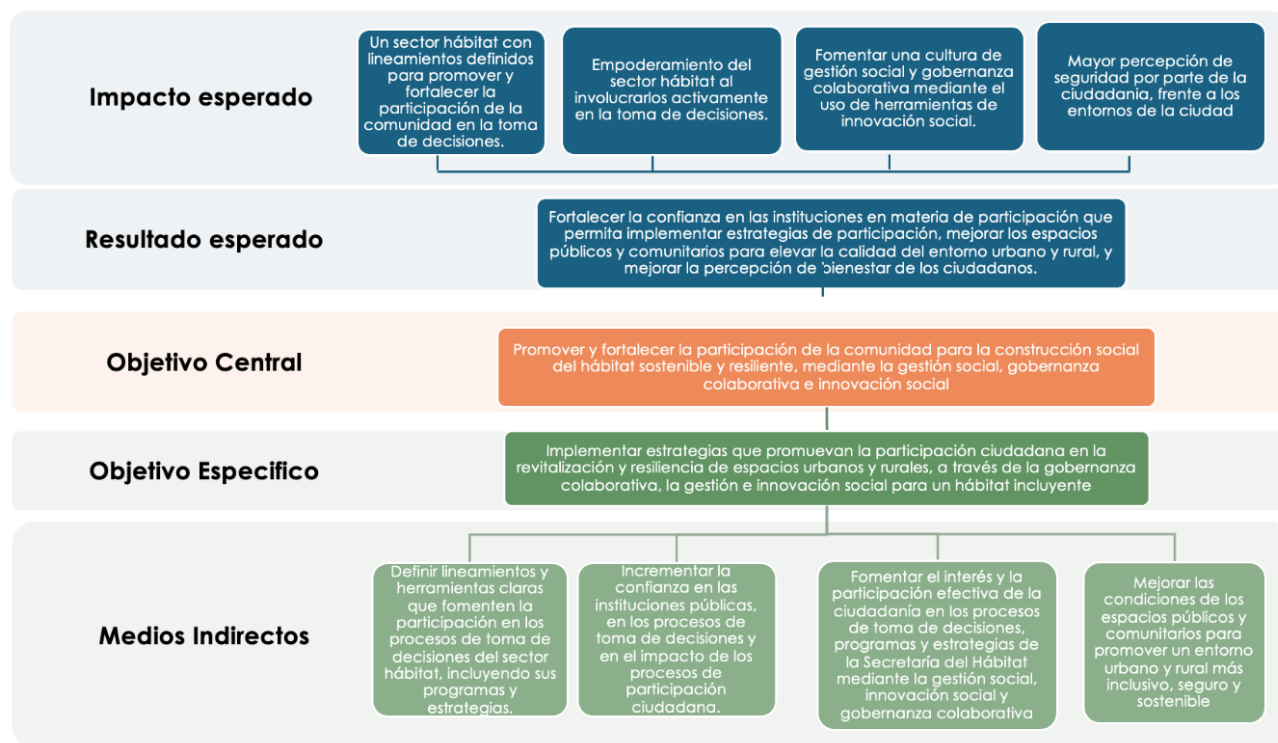 Impacto esperado
Un sector hábitat con
lineamientos definidos
para promover y
fortalecer la
participación de la
comunidad en la toma
de decisiones.
Empoderamiento del
sector hábitat al
involucrarlos activamente
en la toma de decisiones.
Fomentar una cultura de
gestión social y gobernanza
colaborativa mediante el
uso de herramientas de
innovación social.
Mayor percepción de
seguridad por parte de la
ciudadanía, frente a los
entornos de la ciudad
Resultado esperado
Fortalecer la confianza en las instituciones en materia de participación que
permita implementar estrategias de participación, mejorar los espacios
públicos y comunitarios para elevar la calidad del entorno urbano y rural, y
mejorar la percepción de bienestar de los ciudadanos.
Objetivo Central
Promover y fortalecer la participación de la comunidad para la construcción social
del hábitat sostenible y resiliente, mediante la gestión social, gobernanza
colaborativa e innovación social
Objetivo Especifico
Implementar estrategias que promuevan la participación ciudadana en la
revitalización y resiliencia de espacios urbanos y rurales, a través de la gobernanza
colaborativa, la gestión e innovación social para un hábitat incluyente
Medios Indirectos
Definir lineamientos y
herramientas claras
que fomenten la
participación en los
procesos de toma de
decisiones del sector
hábitat, incluyendo sus
programas y
estrategias.
Incrementar la
confianza en las
instituciones públicas,
en los procesos de
toma de decisiones y
en el impacto de los
procesos de
participación
ciudadana.
Fomentar el interés y la
participación efectiva de la
ciudadanía en los procesos
de toma de decisiones,
programas y estrategias de
la Secretaría del Hábitat
mediante la gestión social,
innovación social y
gobernanza colaborativa
Mejorar las
condiciones de los
espacios públicos y
comunitarios para
promover un entorno
urbano y rural más
inclusivo, seguro y
sostenible